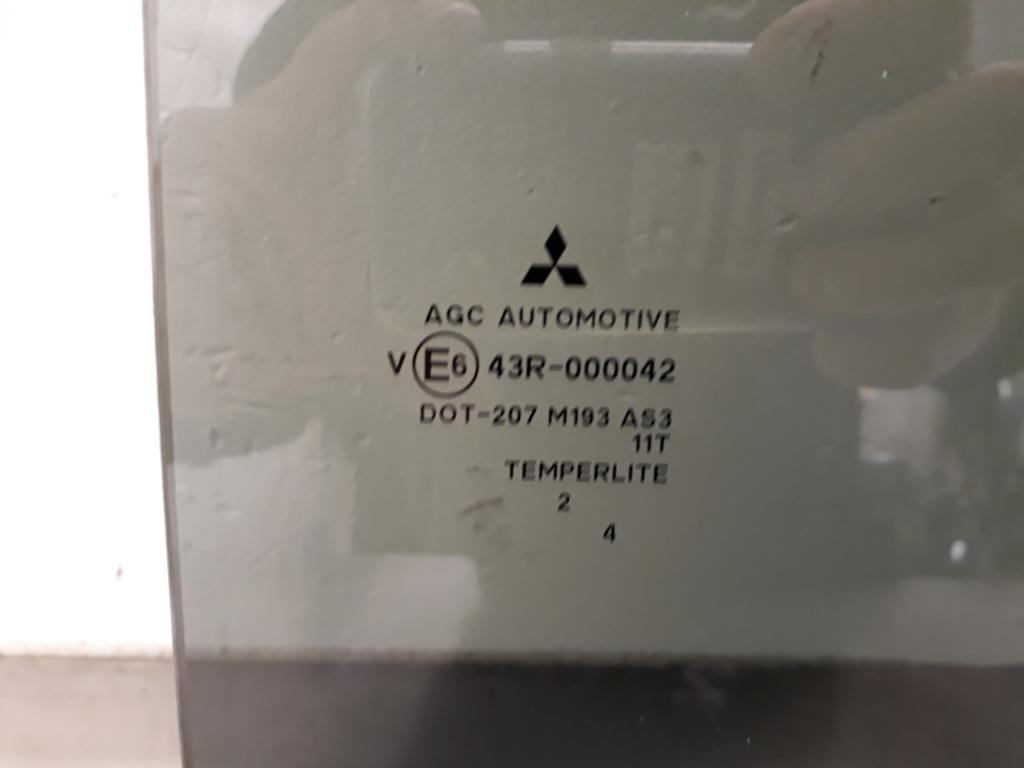 AGC AUTOMOTIVE
V E6 43R-000042
DOT-207 M193 AS3
11T
TEMPERLITE
2
4